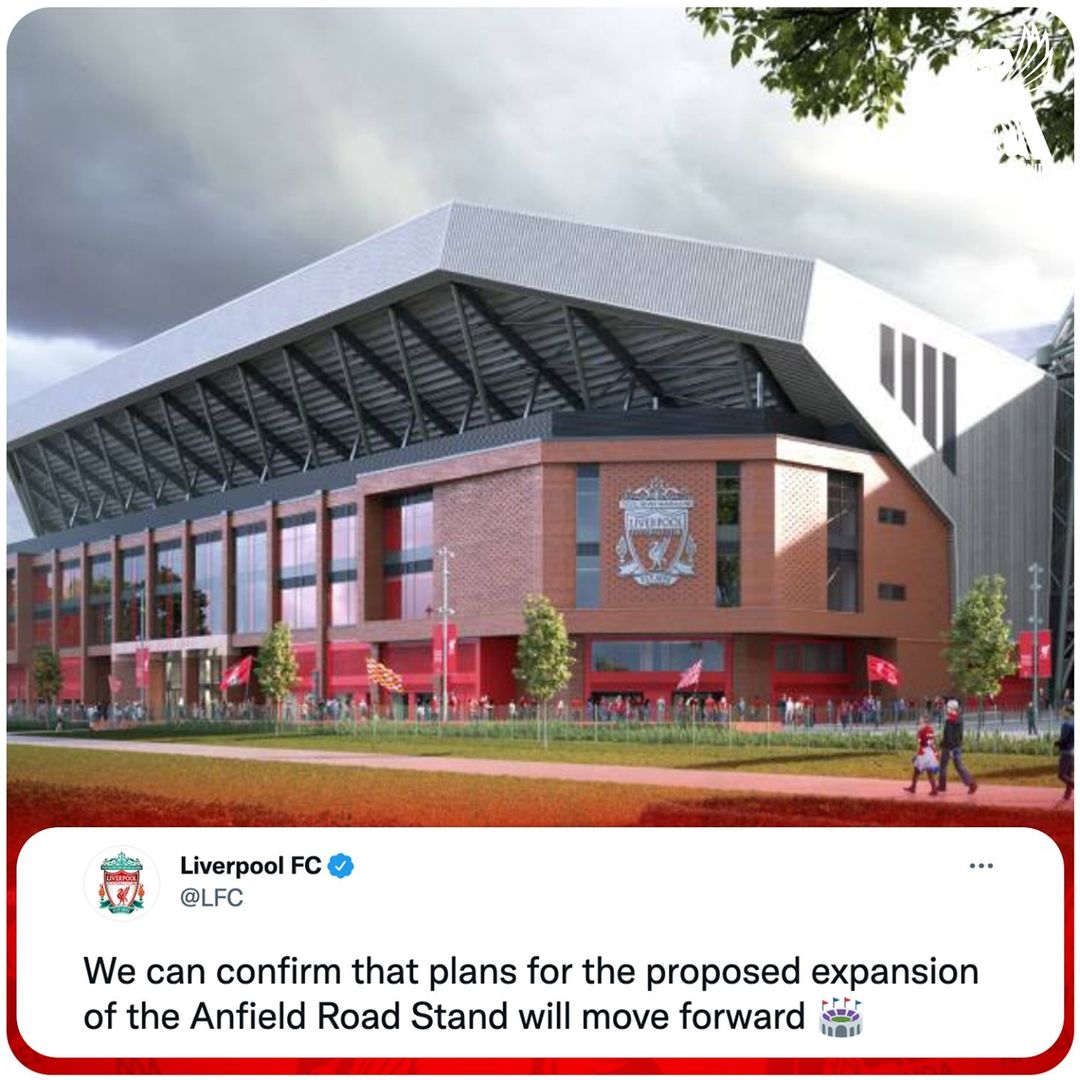 LIVERPOOL
Liverpool FC
@LFC
We can confirm that plans for the proposed expansion
of the Anfield Road Stand will move forward 🏟️